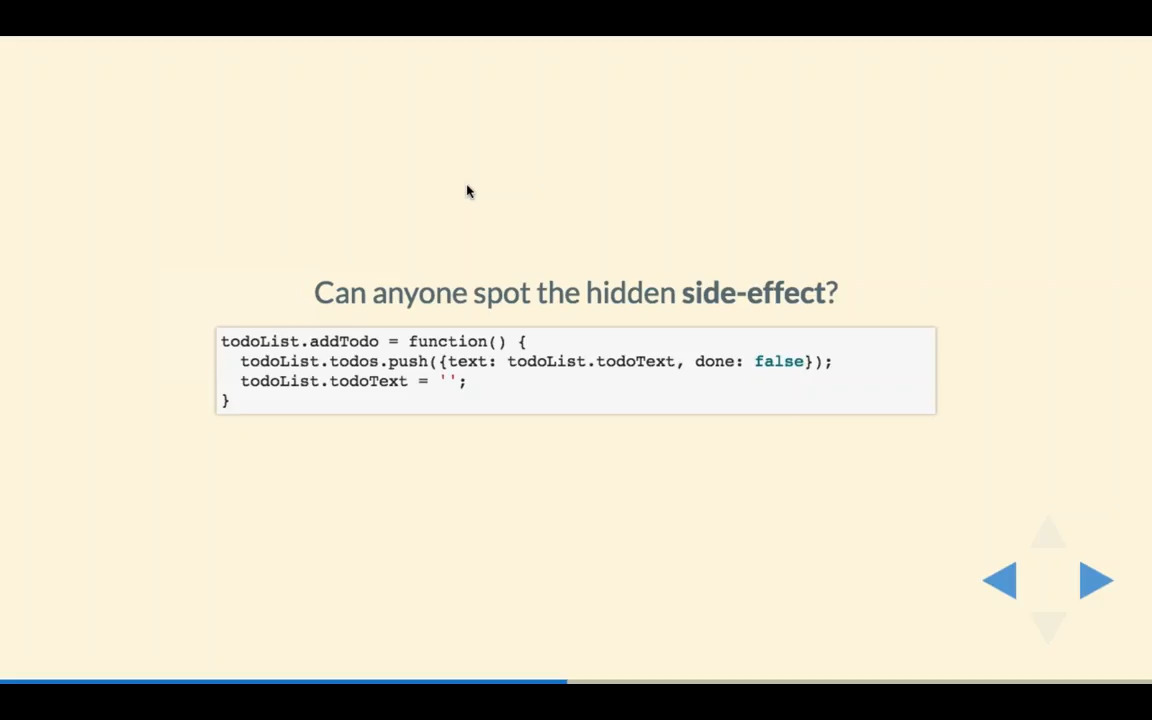 Can anyone spot the hidden side-effect?
todoList.addTodo = function() {
  todoList.todos.push({text: todoList.todoText, done: false});
  todoList.todoText = '';
}